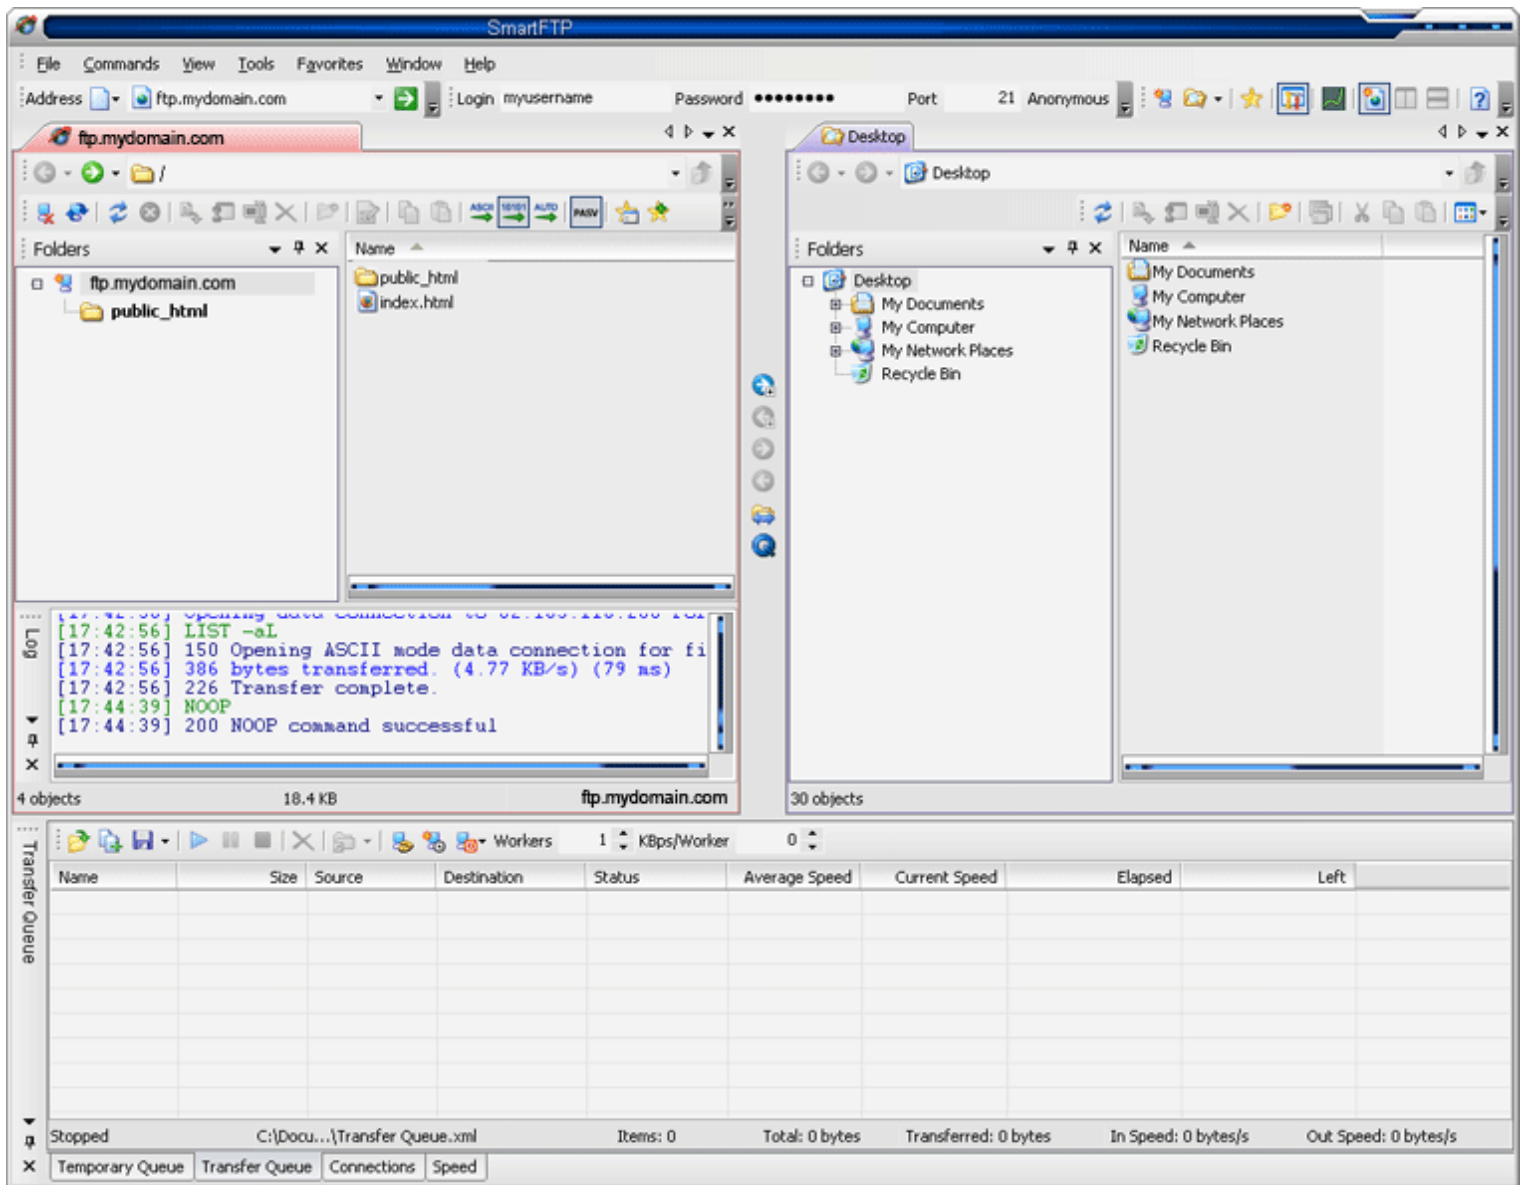 SmartFTP
File Commands View Tools Favorites Window Help
Address ftp.mydomain.com Login myusername Password ●●●●●●●● Port 21 Anonymous
ftp.mydomain.com
/
ASCII 10101 AUTO PASV
Folders
ftp.mydomain.com
public_html
Name
public_html
index.html
Desktop
Desktop
Folders
Desktop
My Documents
My Computer
My Network Places
Recycle Bin
Name
My Documents
My Computer
My Network Places
Recycle Bin
Log
[17:42:56] LIST -aL
[17:42:56] 150 Opening ASCII mode data connection for fi
[17:42:56] 386 bytes transferred. (4.77 KB/s) (79 ms)
[17:42:56] 226 Transfer complete.
[17:44:39] NOOP
[17:44:39] 200 NOOP command successful
4 objects 18.4 KB ftp.mydomain.com
30 objects
Transfer Queue
Workers 1 KBps/Worker 0
Name Size Source Destination Status Average Speed Current Speed Elapsed Left
Stopped C:\Docu...\Transfer Queue.xml Items: 0 Total: 0 bytes Transferred: 0 bytes In Speed: 0 bytes/s Out Speed: 0 bytes/s
Temporary Queue Transfer Queue Connections Speed